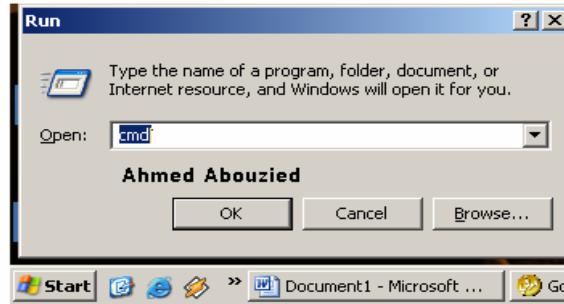 Run
Type the name of a program, folder, document, or
Internet resource, and Windows will open it for you.
Open: cmd
Ahmed Abouzied
OK Cancel Browse...
Start » Document1 - Microsoft ...